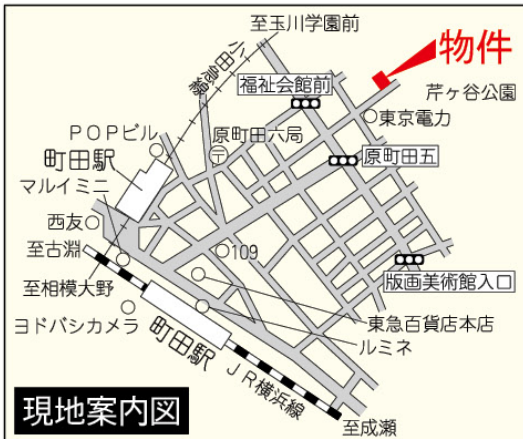 至玉川学園前
物件
小田急線
福祉会館前
芹ヶ谷公園
東京電力
POPビル
原町田六局
〒
原町田五
町田駅
マルイミニ
西友
至古淵
109
至相模大野
版画美術館入口
ヨドバシカメラ
町田駅
東急百貨店本店
ルミネ
JR横浜線
現地案内図
至成瀬